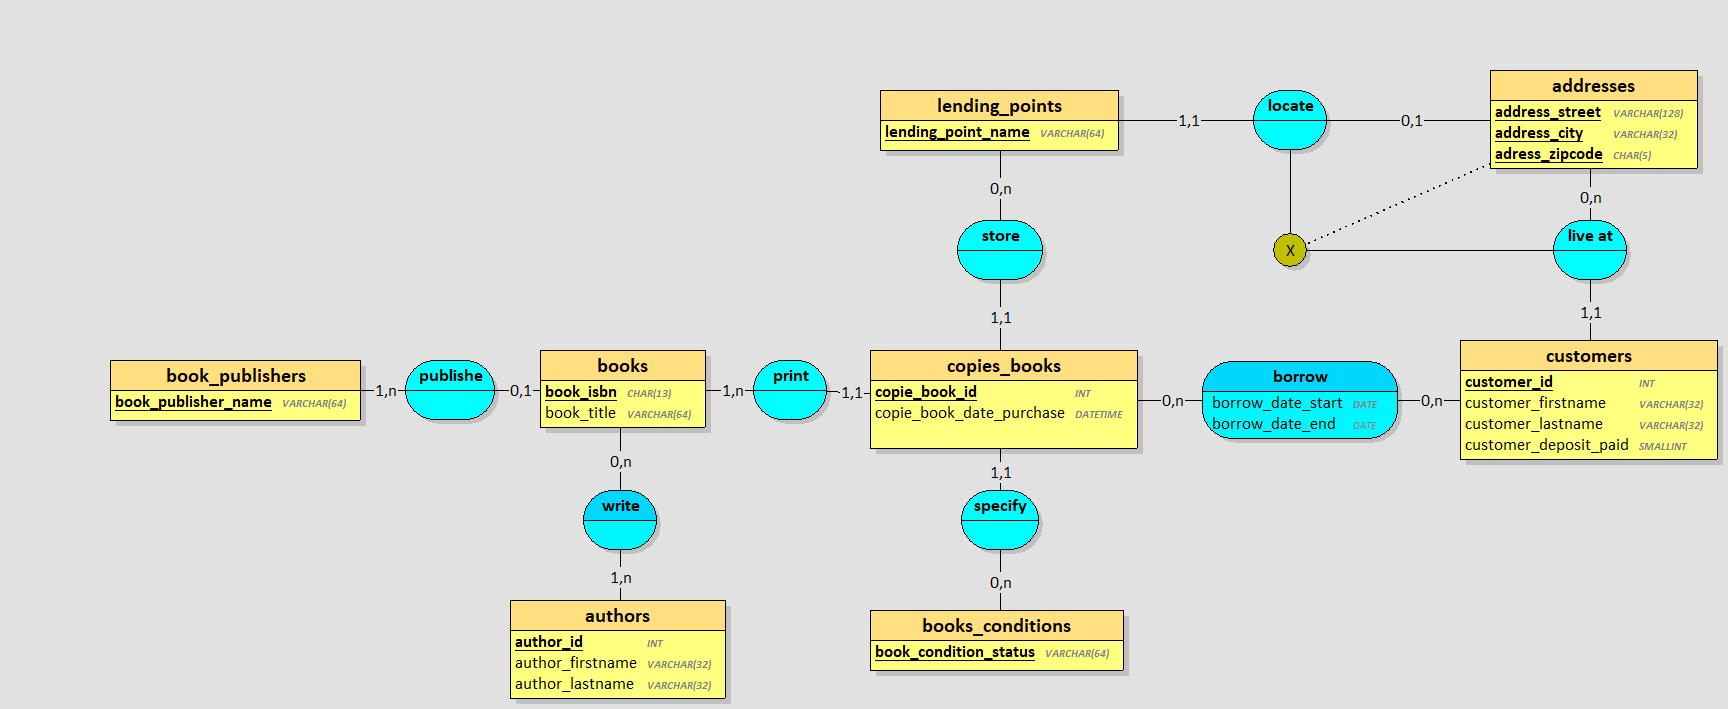 addresses
address_street VARCHAR(128)
address_city VARCHAR(32)
adress_zipcode CHAR(5)
lending_points
lending_point_name VARCHAR(64)
1,1
locate
0,1
0,n
0,n
store
X
live at
1,1
1,1
book_publishers
book_publisher_name VARCHAR(64)
1,n
publishe
0,1
books
book_isbn CHAR(13)
book_title VARCHAR(64)
1,n
print
1,1
copies_books
copie_book_id INT
copie_book_date_purchase DATETIME
0,n
borrow
borrow_date_start DATE
borrow_date_end DATE
0,n
customers
customer_id INT
customer_firstname VARCHAR(32)
customer_lastname VARCHAR(32)
customer_deposit_paid SMALLINT
0,n
1,1
write
specify
1,n
0,n
authors
author_id INT
author_firstname VARCHAR(32)
author_lastname VARCHAR(32)
books_conditions
book_condition_status VARCHAR(64)